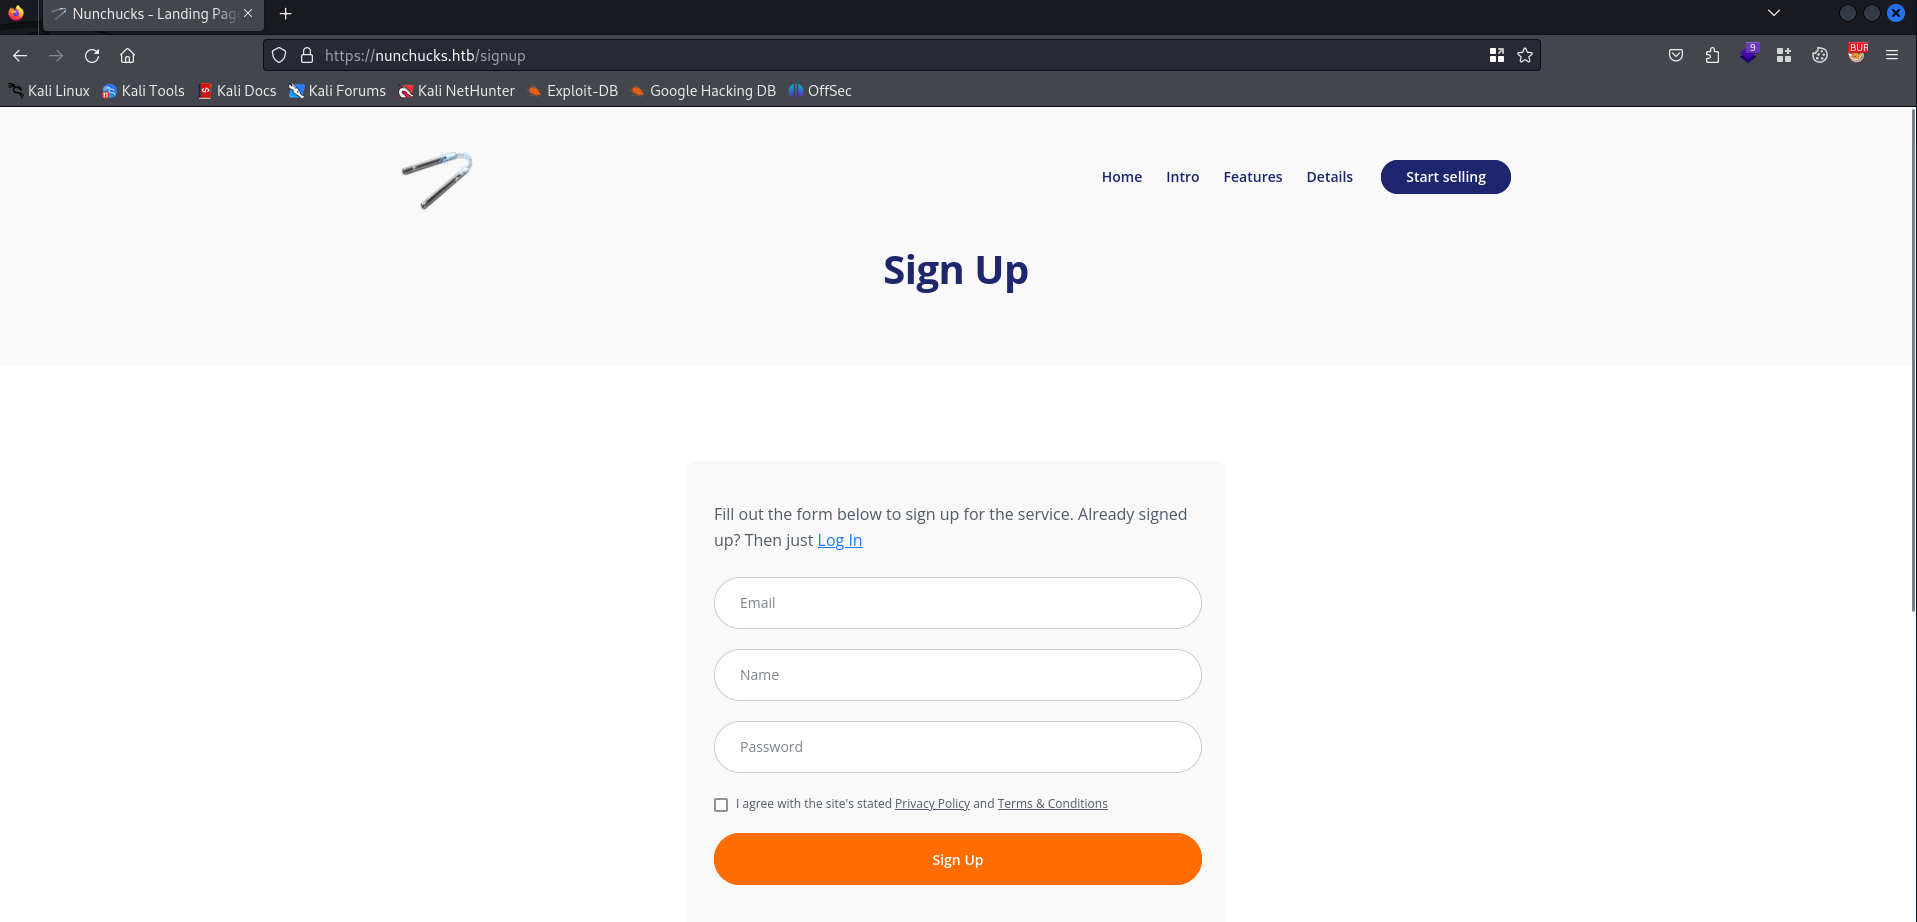 Nunchucks - Landing Page
https://nunchucks.htb/signup
9
BUR
Kali Linux Kali Tools Kali Docs Kali Forums Kali NetHunter Exploit-DB Google Hacking DB OffSec
Home Intro Features Details Start selling
Sign Up
Fill out the form below to sign up for the service. Already signed
up? Then just Log In
Email
Name
Password
I agree with the site's stated Privacy Policy and Terms & Conditions
Sign Up